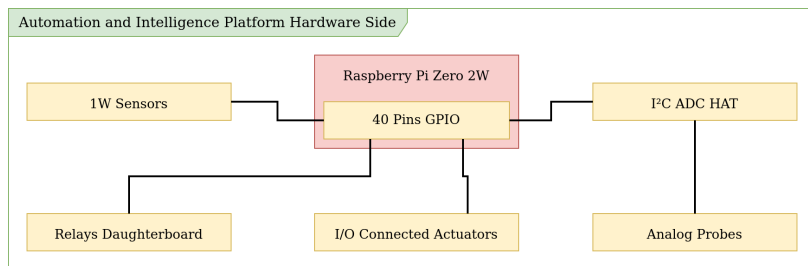 Automation and Intelligence Platform Hardware Side
Raspberry Pi Zero 2W
1W Sensors
40 Pins GPIO
I²C ADC HAT
Relays Daughterboard
I/O Connected Actuators
Analog Probes